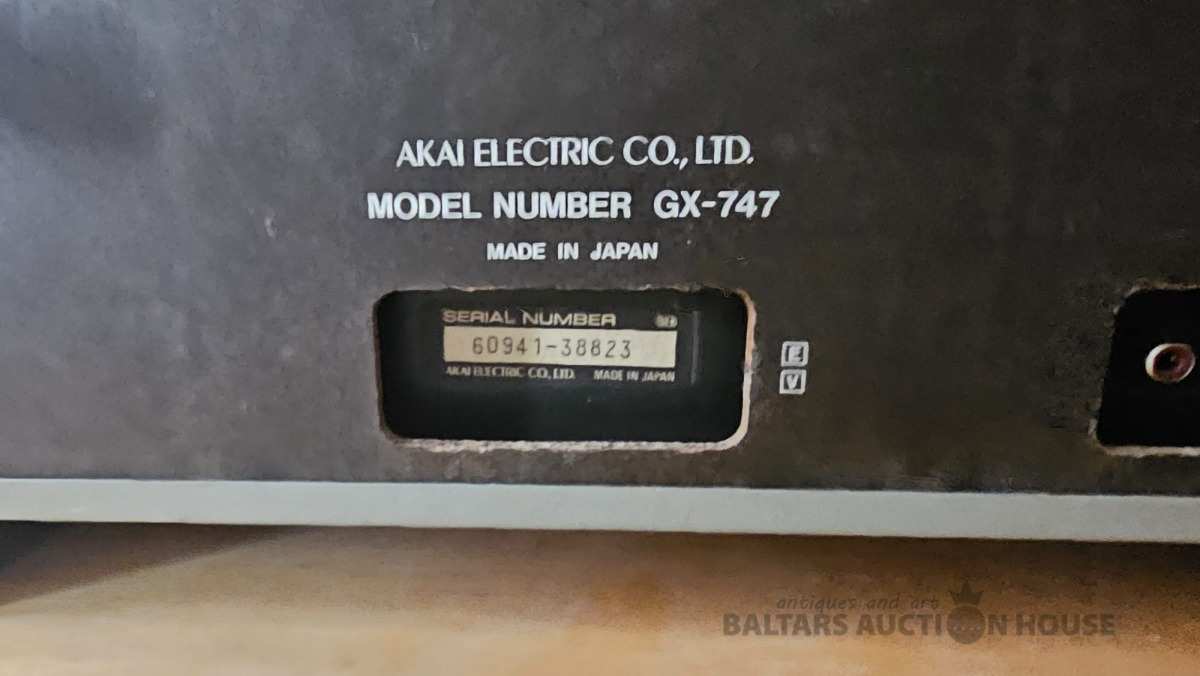 AKAI ELECTRIC CO., LTD.
MODEL NUMBER GX-747
MADE IN JAPAN
SERIAL NUMBER
60941-38823
AKAI ELECTRIC CO., LTD. MADE IN JAPAN
E
V
antiques and art
BALTARS AUCTION HOUSE